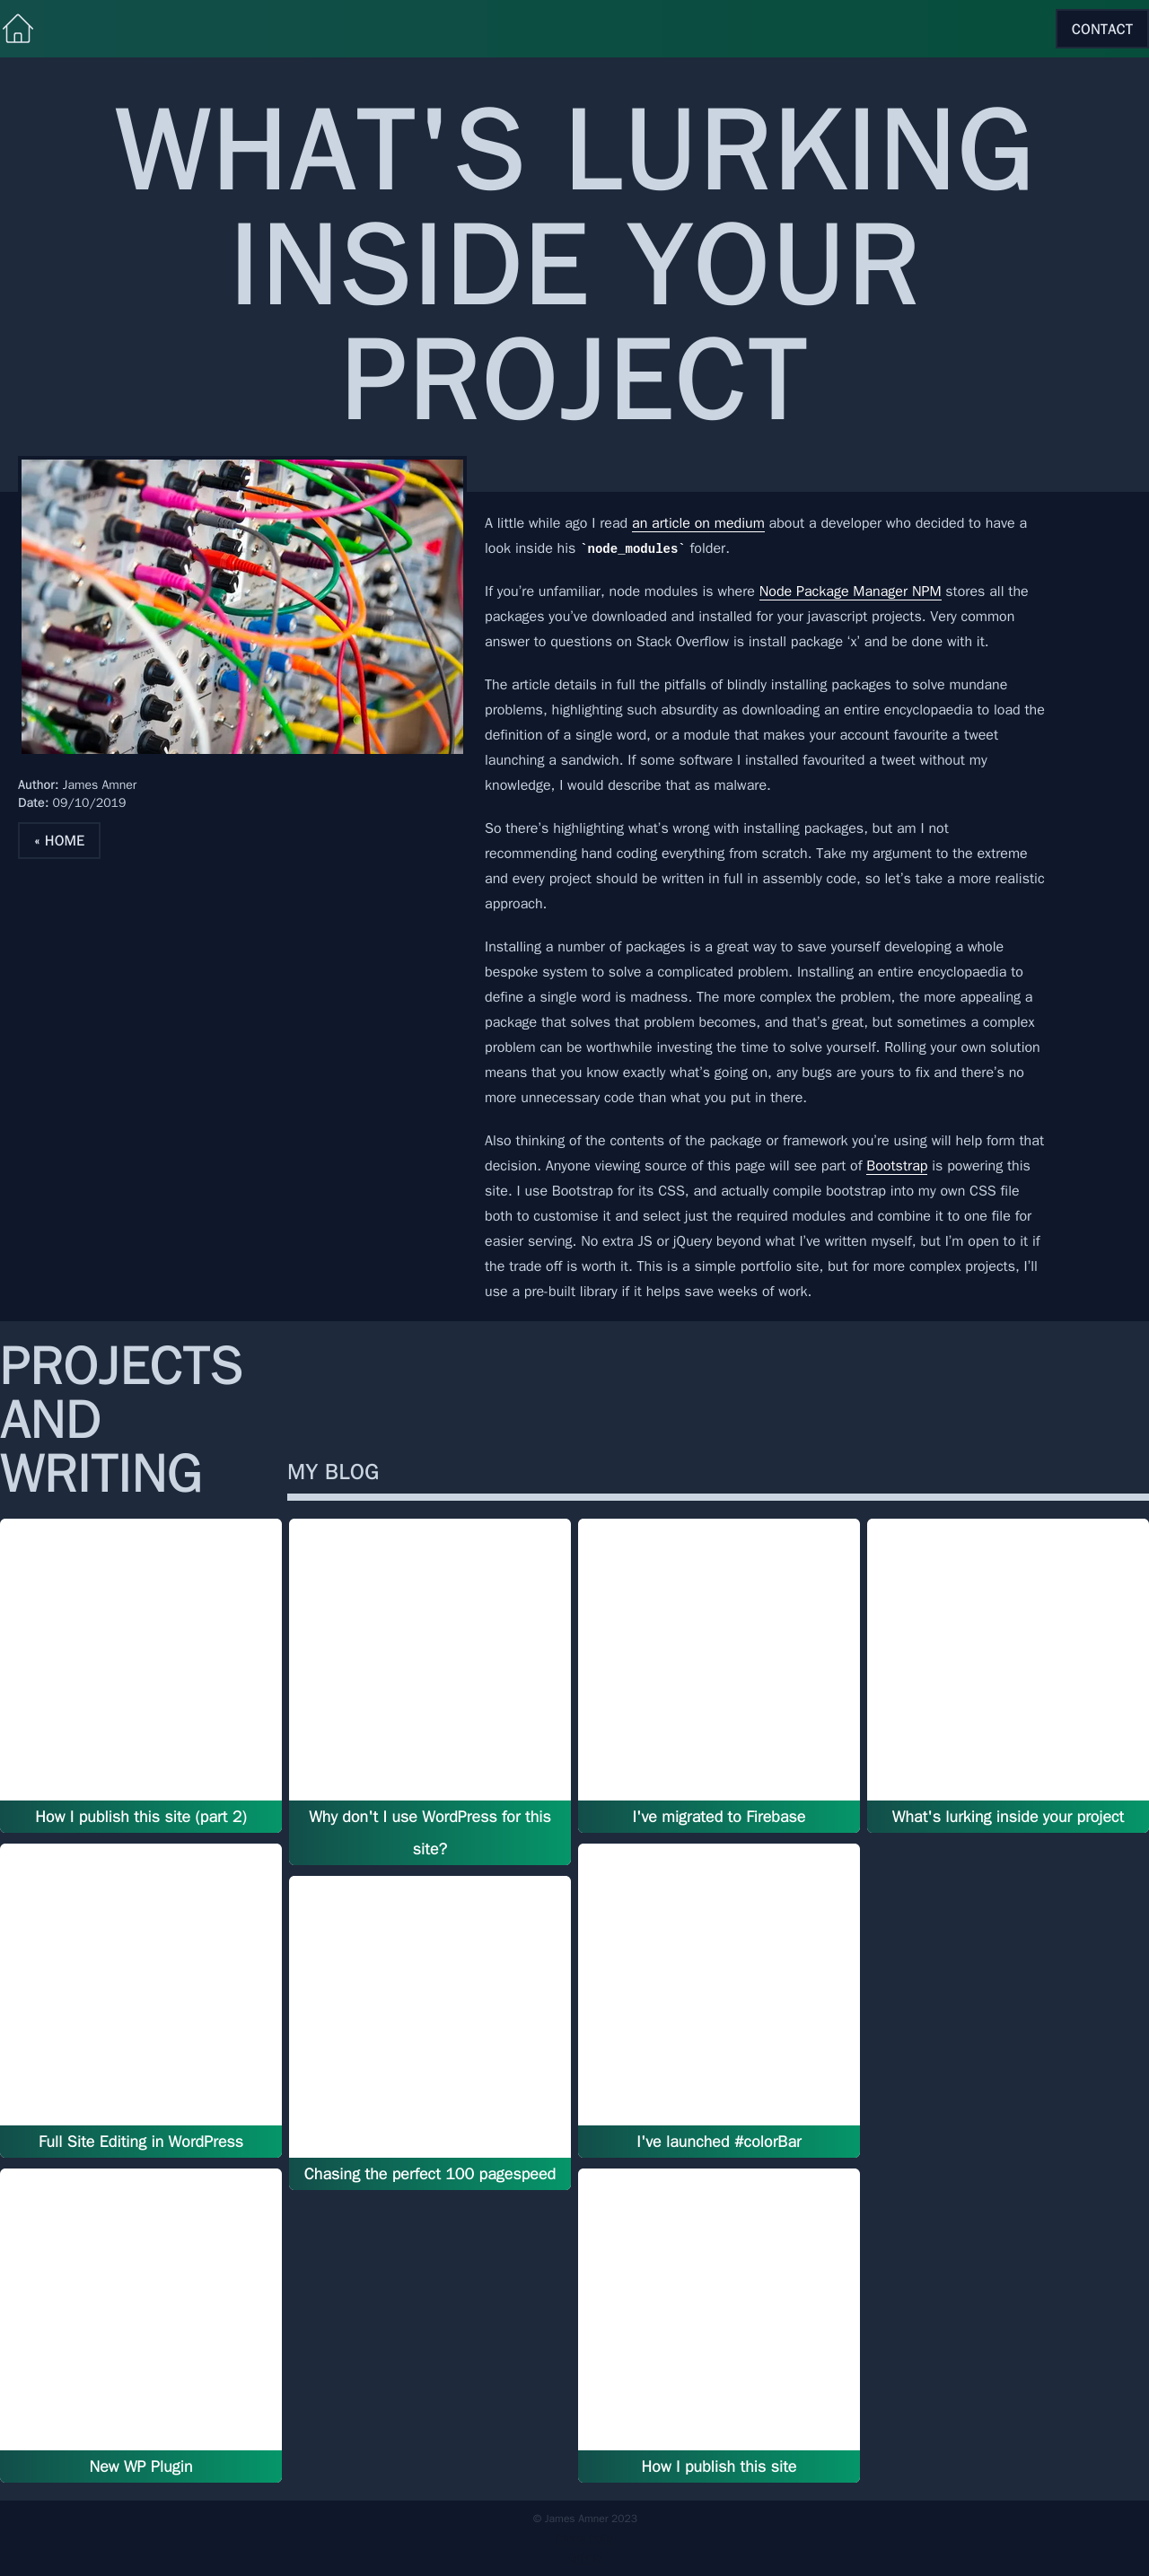 CONTACT
WHAT'S LURKING
INSIDE YOUR
PROJECT
A little while ago I read an article on medium about a developer who decided to have a
look inside his `node_modules` folder.
If you’re unfamiliar, node modules is where Node Package Manager NPM stores all the
packages you’ve downloaded and installed for your javascript projects. Very common
answer to questions on Stack Overflow is install package ‘x’ and be done with it.
The article details in full the pitfalls of blindly installing packages to solve mundane
problems, highlighting such absurdity as downloading an entire encyclopaedia to load the
definition of a single word, or a module that makes your account favourite a tweet
launching a sandwich. If some software I installed favourited a tweet without my
knowledge, I would describe that as malware.
Author: James Amner
Date: 09/10/2019
« HOME
So there’s highlighting what’s wrong with installing packages, but am I not
recommending hand coding everything from scratch. Take my argument to the extreme
and every project should be written in full in assembly code, so let’s take a more realistic
approach.
Installing a number of packages is a great way to save yourself developing a whole
bespoke system to solve a complicated problem. Installing an entire encyclopaedia to
define a single word is madness. The more complex the problem, the more appealing a
package that solves that problem becomes, and that’s great, but sometimes a complex
problem can be worthwhile investing the time to solve yourself. Rolling your own solution
means that you know exactly what’s going on, any bugs are yours to fix and there’s no
more unnecessary code than what you put in there.
Also thinking of the contents of the package or framework you’re using will help form that
decision. Anyone viewing source of this page will see part of Bootstrap is powering this
site. I use Bootstrap for its CSS, and actually compile bootstrap into my own CSS file
both to customise it and select just the required modules and combine it to one file for
easier serving. No extra JS or jQuery beyond what I’ve written myself, but I’m open to it if
the trade off is worth it. This is a simple portfolio site, but for more complex projects, I’ll
use a pre-built library if it helps save weeks of work.
PROJECTS
AND
WRITING
MY BLOG
How I publish this site (part 2)
Why don't I use WordPress for this
site?
I've migrated to Firebase
What's lurking inside your project
Full Site Editing in WordPress
Chasing the perfect 100 pagespeed
I've launched #colorBar
New WP Plugin
How I publish this site
© James Amner 2023